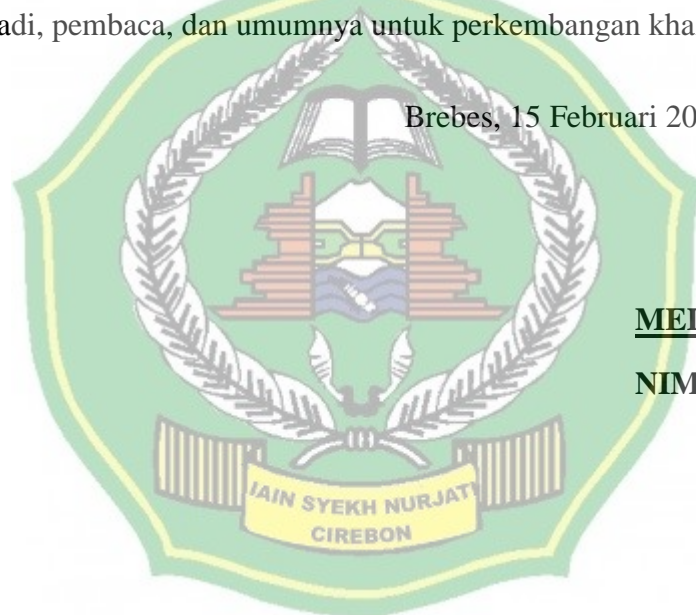 adi, pembaca, dan umumnya untuk perkembangan kha
Brebes, 15 Februari 20
MEI
NIM
IAIN SYEKH NURJATI
CIREBON